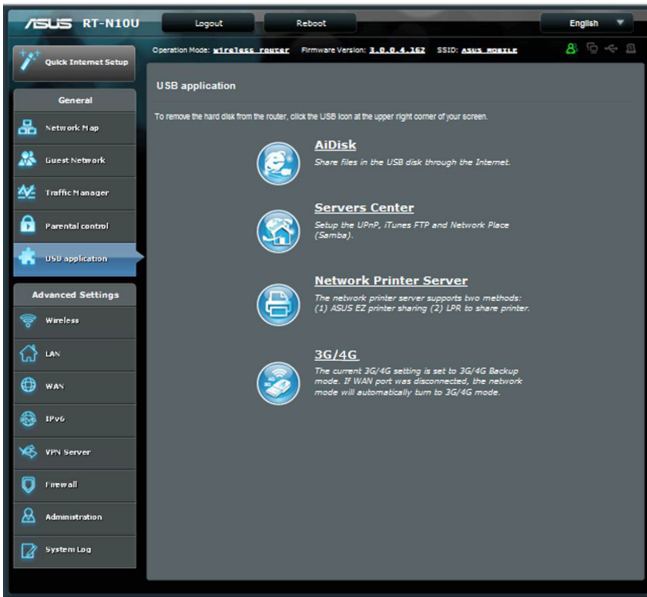 ASUS RT-N10U Logout Reboot English
Operation Mode: Wireless router Firmware Version: 3.0.0.4.162 SSID: ASUS MOBILE
Quick Internet Setup
General
Network Map
Guest Network
Traffic Manager
Parental control
USB application
Advanced Settings
Wireless
LAN
WAN
IPv6
VPN Server
Firewall
Administration
System Log
USB application
To remove the hard disk from the router, click the USB icon at the upper right corner of your screen.
AiDisk
Share files in the USB disk through the Internet.
Servers Center
Setup the UPnP, iTunes FTP and Network Place
(Samba).
Network Printer Server
The network printer server supports two methods:
(1) ASUS EZ printer sharing (2) LPR to share printer.
3G/4G
The current 3G/4G setting is set to 3G/4G Backup
mode. If WAN port was disconnected, the network
mode will automatically turn to 3G/4G mode.